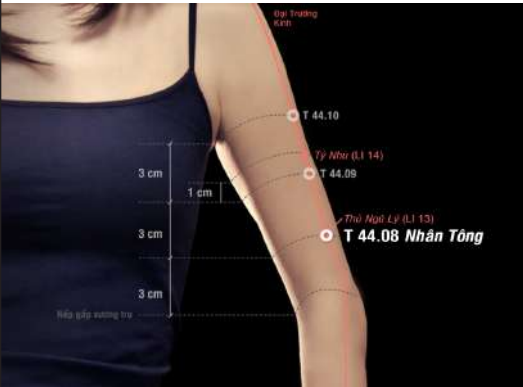 Đại Trường
Kinh
T 44.10
3 cm
Tý Nhu (LI 14)
T 44.09
1 cm
Thủ Ngũ Lý (LI 13)
3 cm
T 44.08 Nhân Tông
3 cm
Nếp gấp xương trụ